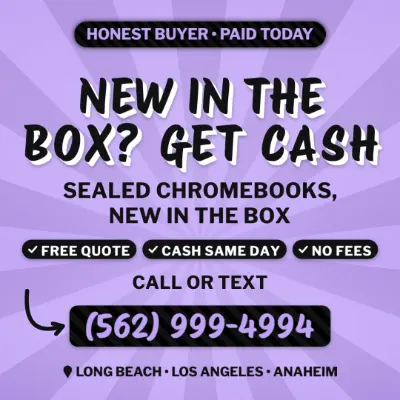 HONEST BUYER • PAID TODAY
NEW IN THE
BOX? GET CASH
SEALED CHROMEBOOKS,
NEW IN THE BOX
✓ FREE QUOTE ✓ CASH SAME DAY ✓ NO FEES
CALL OR TEXT
(562) 999-4994
LONG BEACH • LOS ANGELES • ANAHEIM